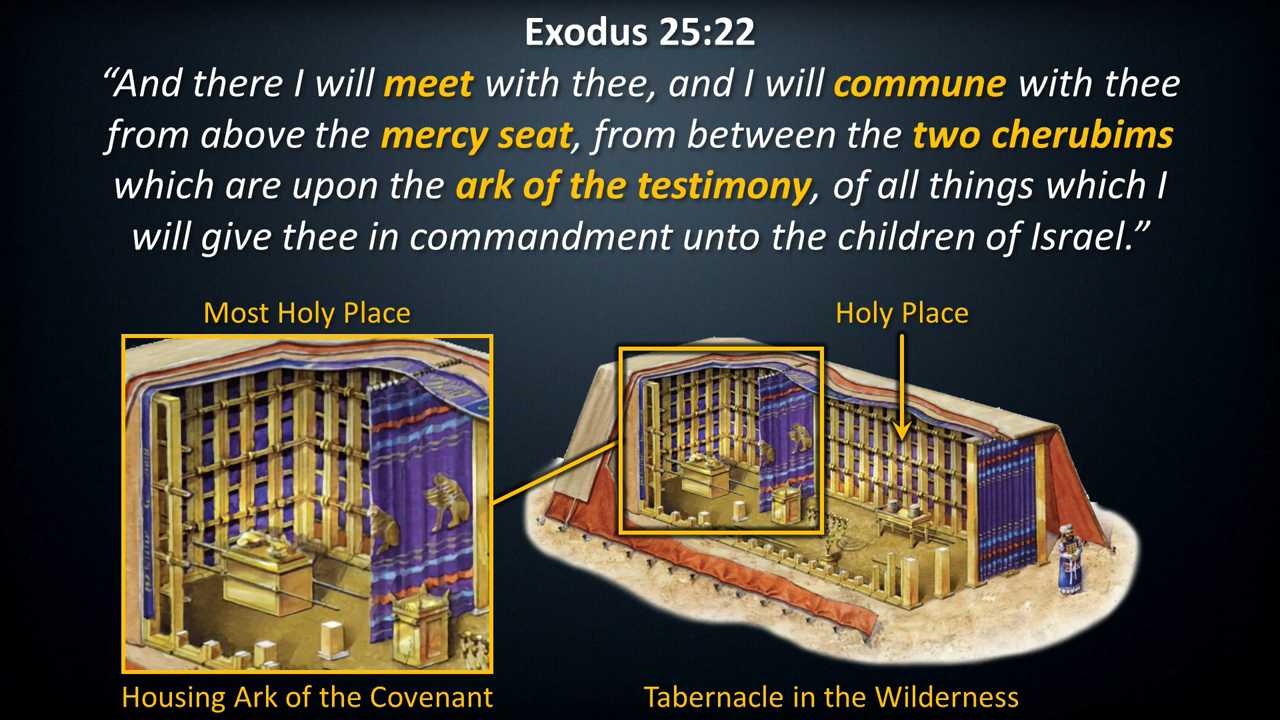 Exodus 25:22
“And there I will meet with thee, and I will commune with thee
from above the mercy seat, from between the two cherubims
which are upon the ark of the testimony, of all things which I
will give thee in commandment unto the children of Israel.”
Most Holy Place
Holy Place
Housing Ark of the Covenant
Tabernacle in the Wilderness